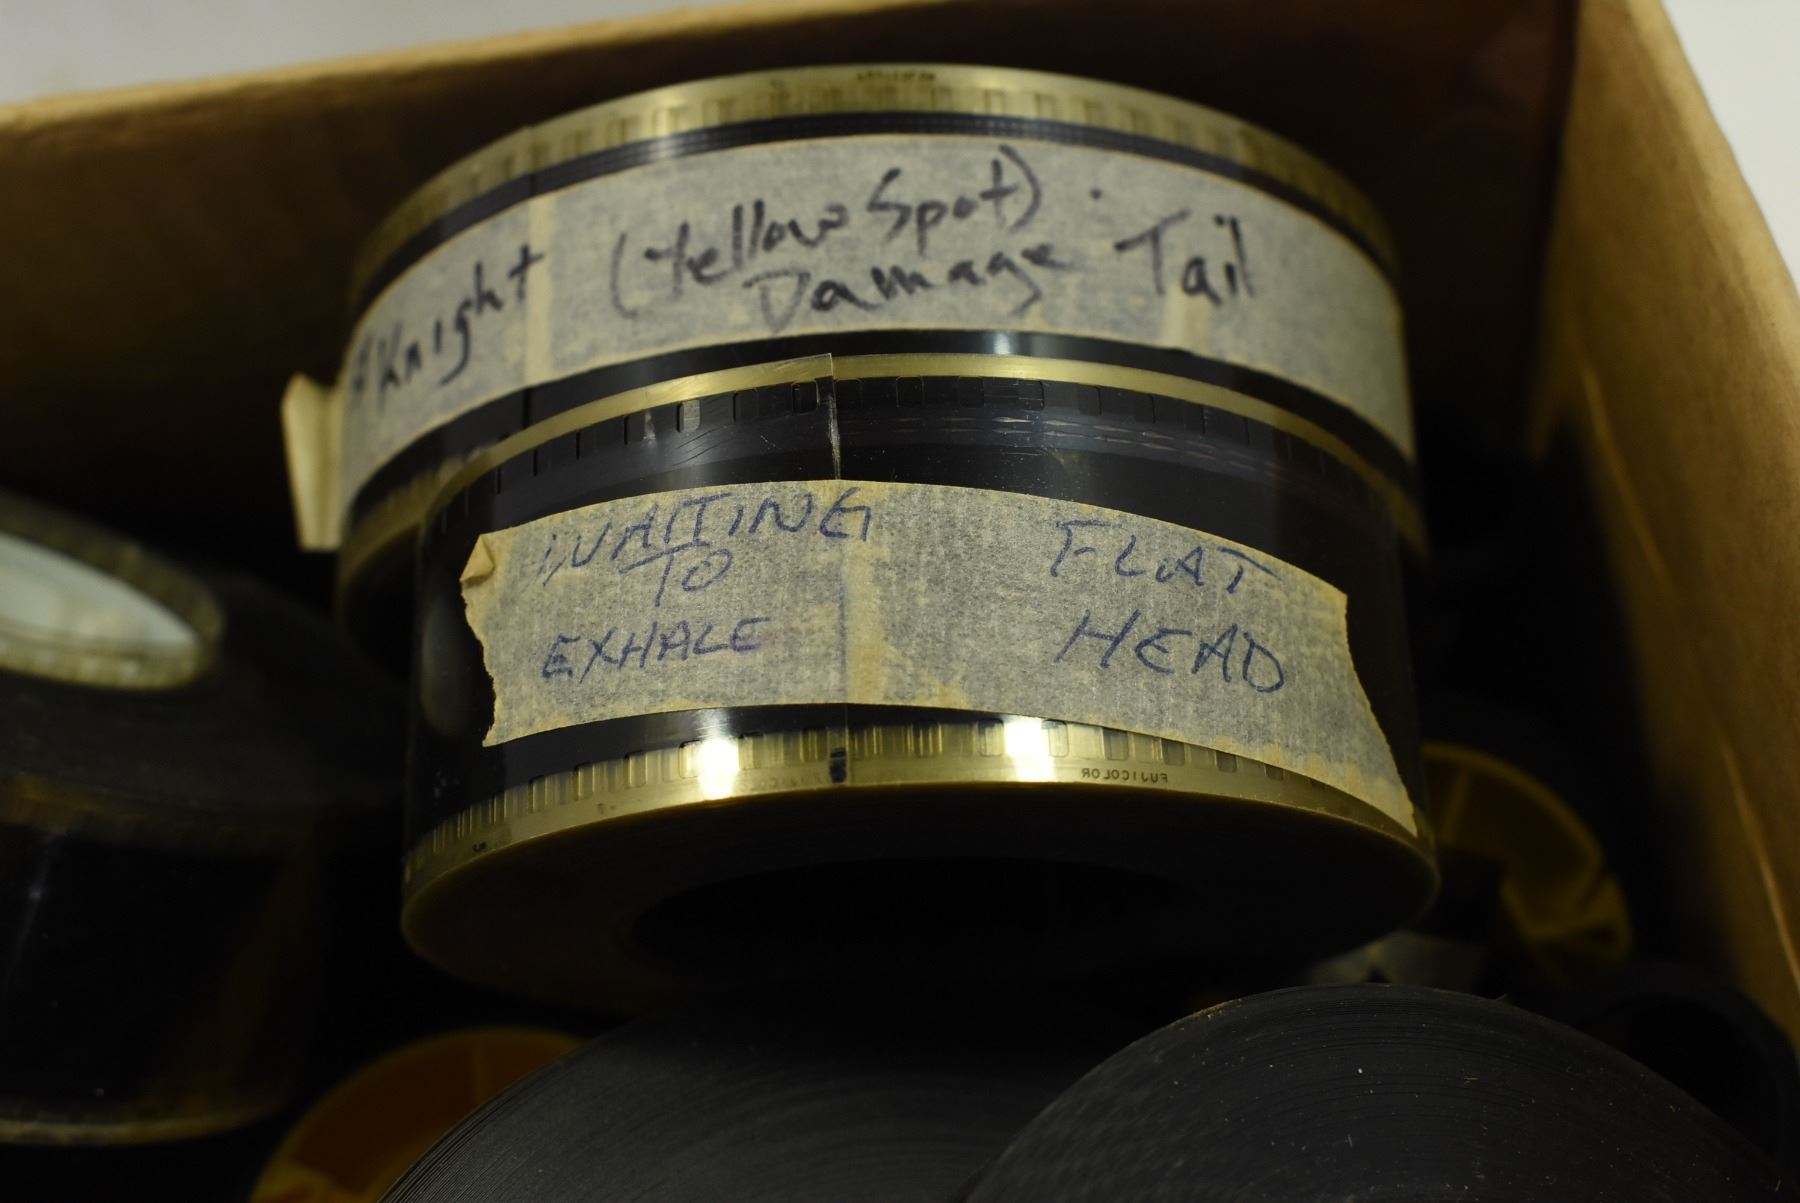 "Knight (Yellow Spot) Tail
Damage
WAITING FLAT
TO
EXHALE HEAD
FUJICOLOR